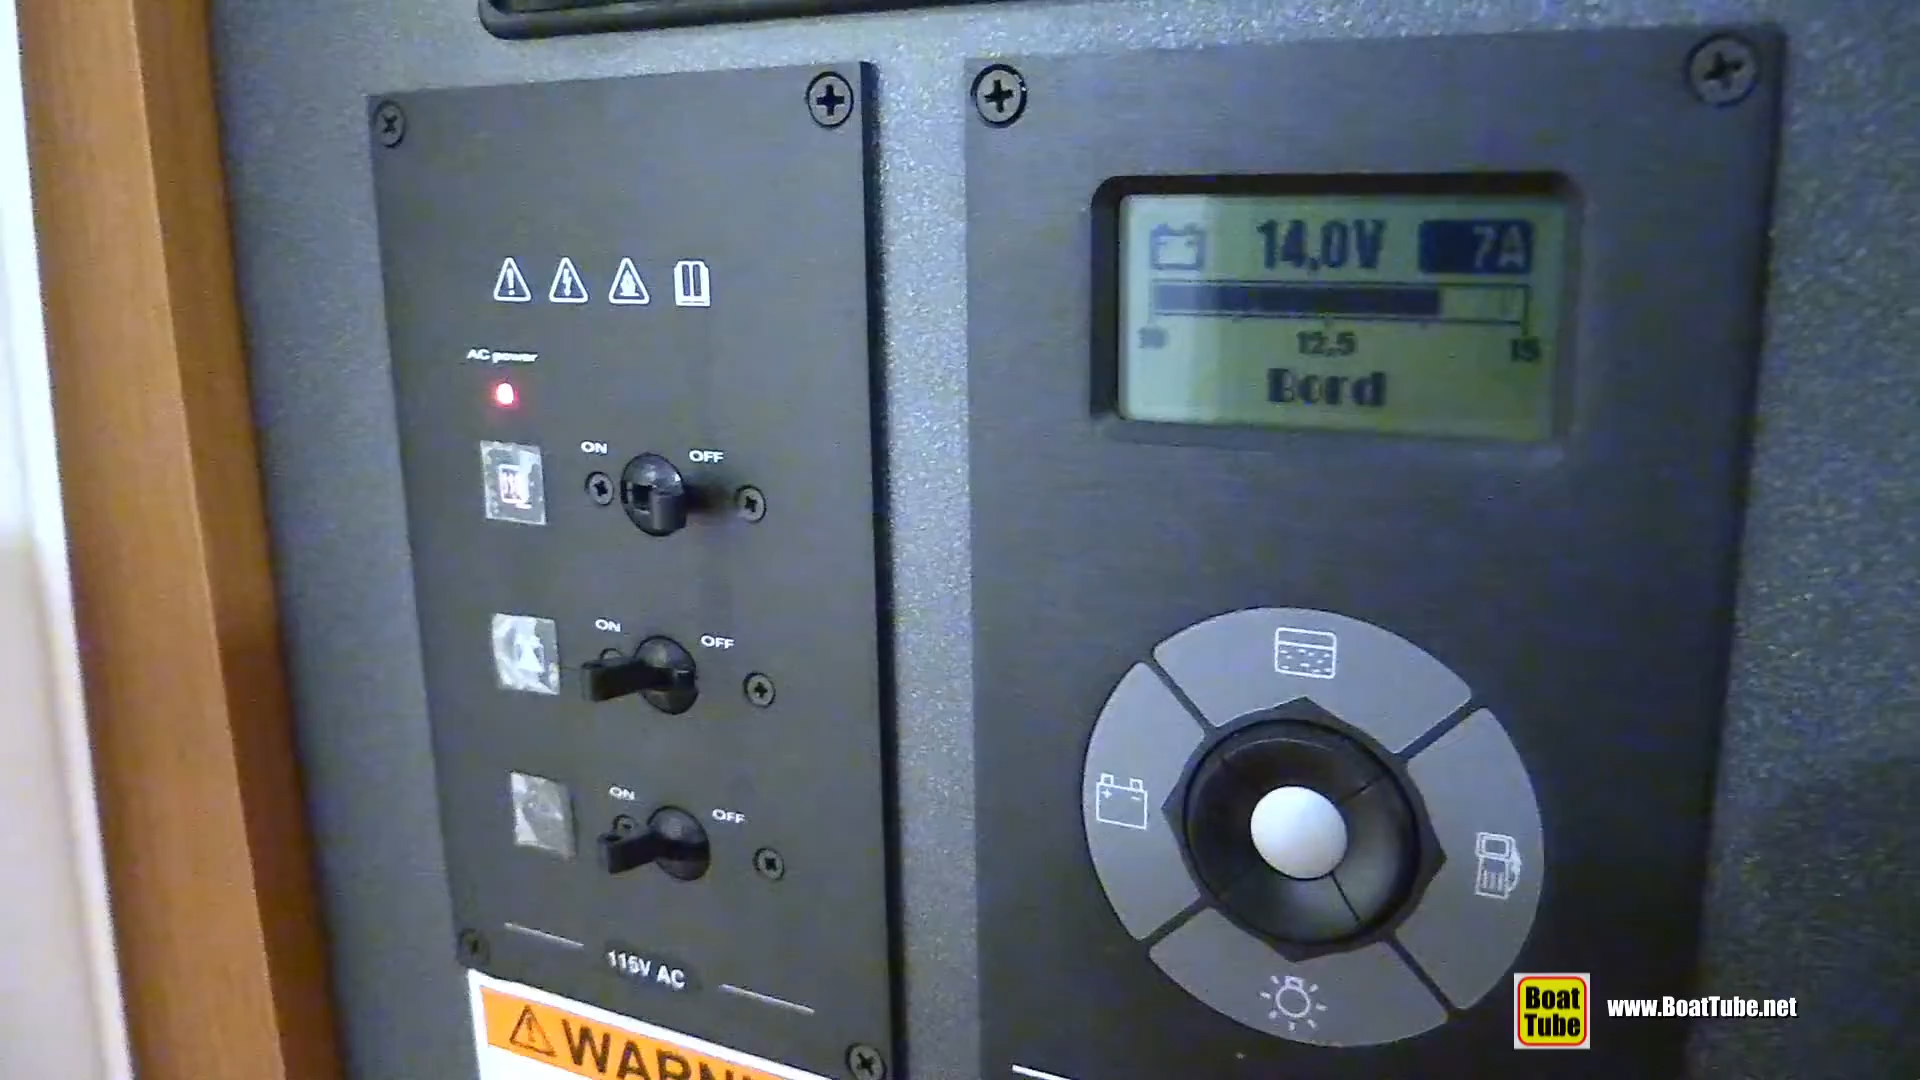 AC power
ON OFF
ON OFF
ON OFF
115V AC
14,0V 7A
10 12,5 15
Bord
Boat
Tube
www.BoatTube.net